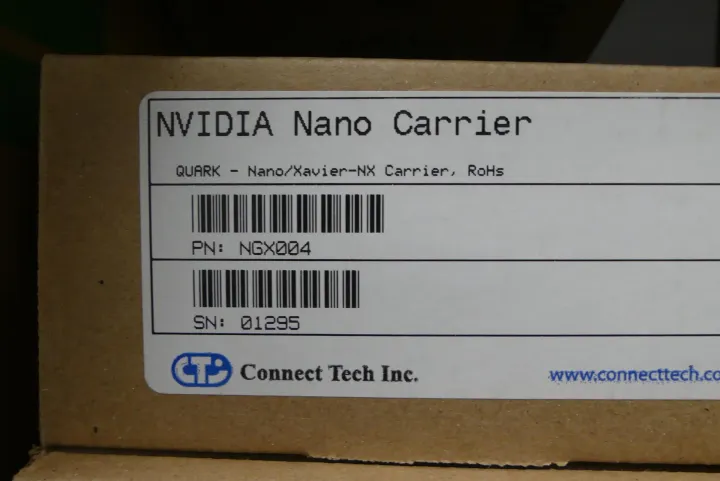 NVIDIA Nano Carrier
QUARK - Nano/Xavier-NX Carrier, RoHs
PN: NGX004
SN: 01295
CTi Connect Tech Inc.
www.connecttech.co